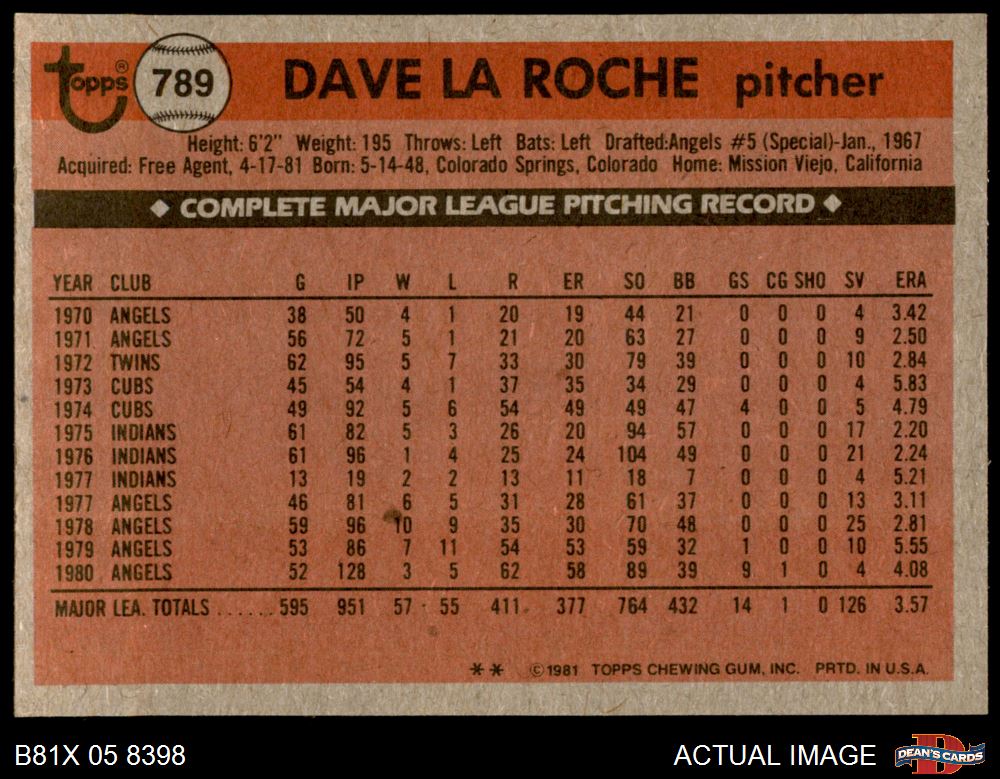 Topps® 789 DAVE LA ROCHE pitcher
Height: 6'2" Weight: 195 Throws: Left Bats: Left Drafted:Angels #5 (Special)-Jan., 1967
Acquired: Free Agent, 4-17-81 Born: 5-14-48, Colorado Springs, Colorado Home: Mission Viejo, California
◆ COMPLETE MAJOR LEAGUE PITCHING RECORD ◆
YEAR CLUB G IP W L R ER SO BB GS CG SHO SV ERA
1970 ANGELS 38 50 4 1 20 19 44 21 0 0 0 4 3.42
1971 ANGELS 56 72 5 1 21 20 63 27 0 0 0 9 2.50
1972 TWINS 62 95 5 7 33 30 79 39 0 0 0 10 2.84
1973 CUBS 45 54 4 1 37 35 34 29 0 0 0 4 5.83
1974 CUBS 49 92 5 6 54 49 49 47 4 0 0 5 4.79
1975 INDIANS 61 82 5 3 26 20 94 57 0 0 0 17 2.20
1976 INDIANS 61 96 1 4 25 24 104 49 0 0 0 21 2.24
1977 INDIANS 13 19 2 2 13 11 18 7 0 0 0 4 5.21
1977 ANGELS 46 81 6 5 31 28 61 37 0 0 0 13 3.11
1978 ANGELS 59 96 10 9 35 30 70 48 0 0 0 25 2.81
1979 ANGELS 53 86 7 11 54 53 59 32 1 0 0 10 5.55
1980 ANGELS 52 128 3 5 62 58 89 39 9 1 0 4 4.08
MAJOR LEA. TOTALS ...... 595 951 57 55 411 377 764 432 14 1 0 126 3.57
** ©1981 TOPPS CHEWING GUM, INC. PRTD. IN U.S.A.
B81X 05 8398 ACTUAL IMAGE D DEAN'S CARDS